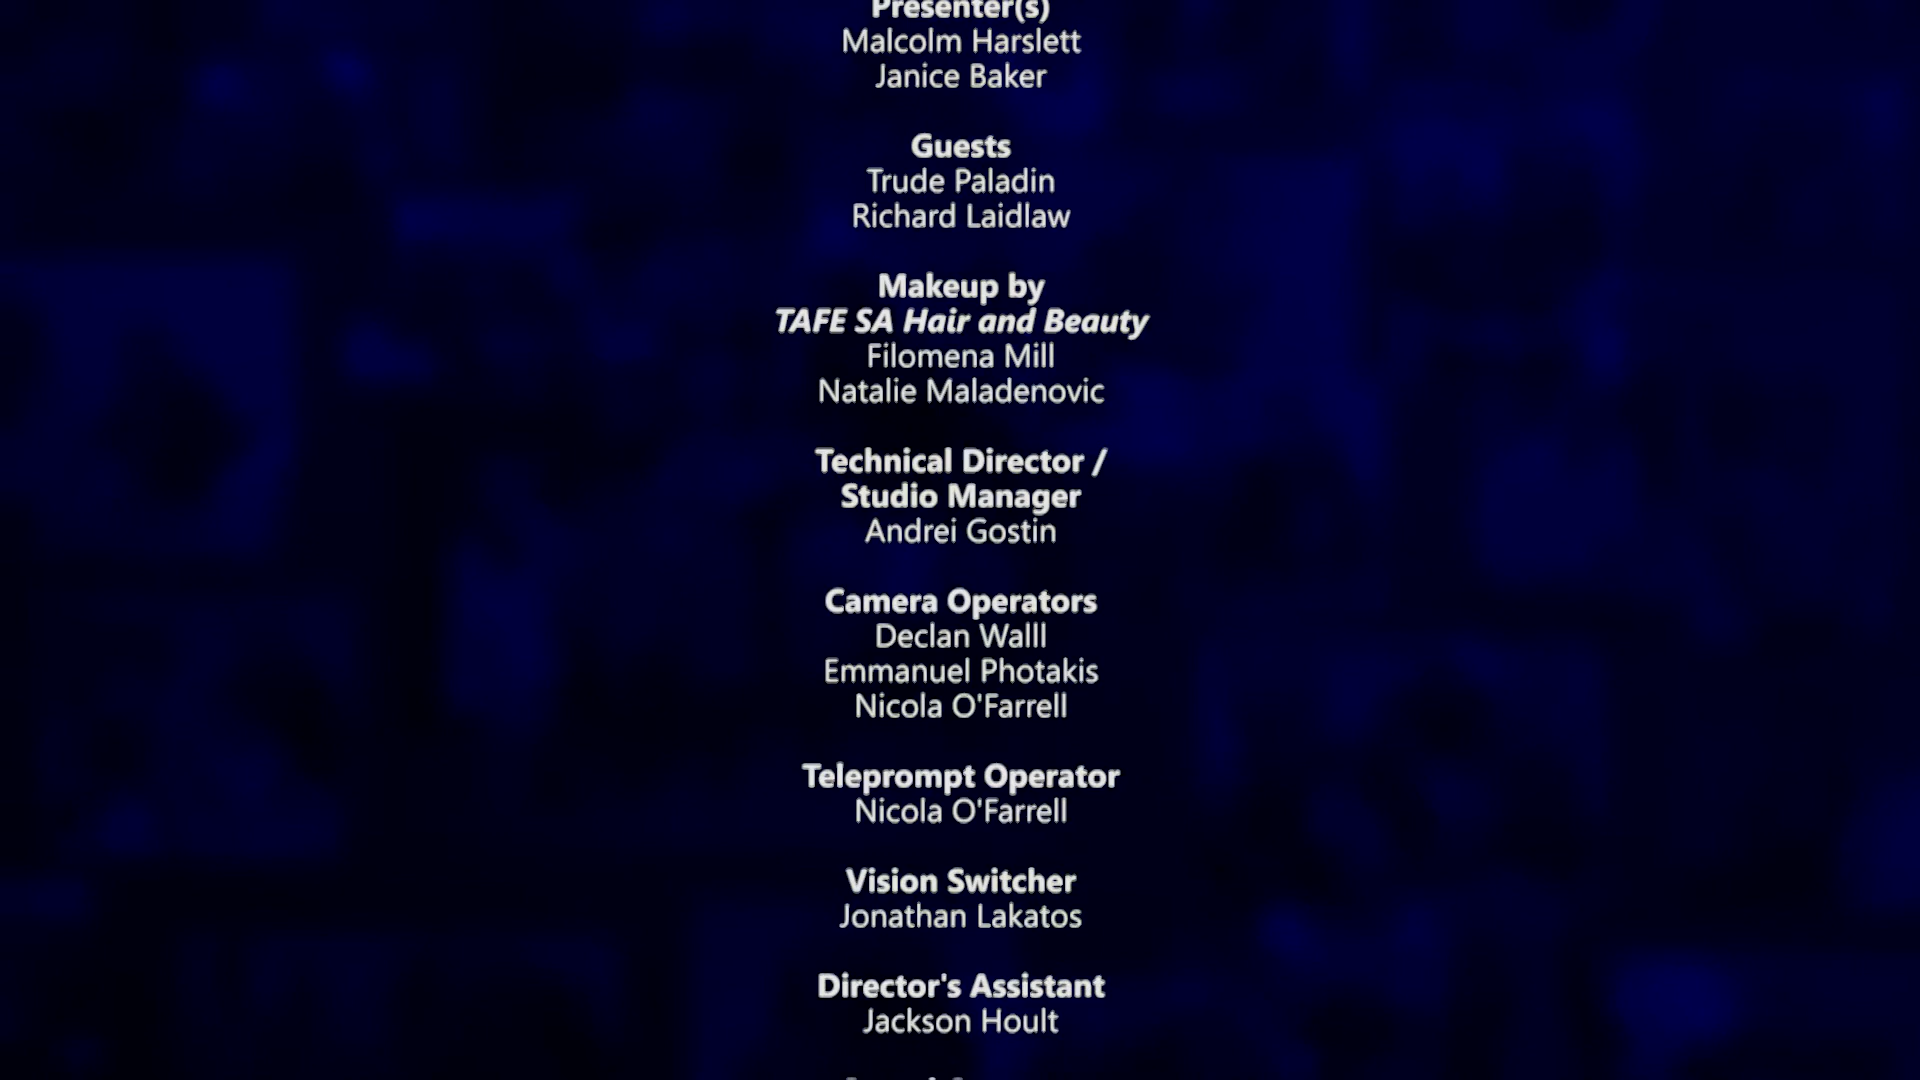 Presenter(s)
Malcolm Harslett
Janice Baker
Guests
Trude Paladin
Richard Laidlaw
Makeup by
TAFE SA Hair and Beauty
Filomena Mill
Natalie Maladenovic
Technical Director /
Studio Manager
Andrei Gostin
Camera Operators
Declan Walll
Emmanuel Photakis
Nicola O'Farrell
Teleprompt Operator
Nicola O'Farrell
Vision Switcher
Jonathan Lakatos
Director's Assistant
Jackson Hoult